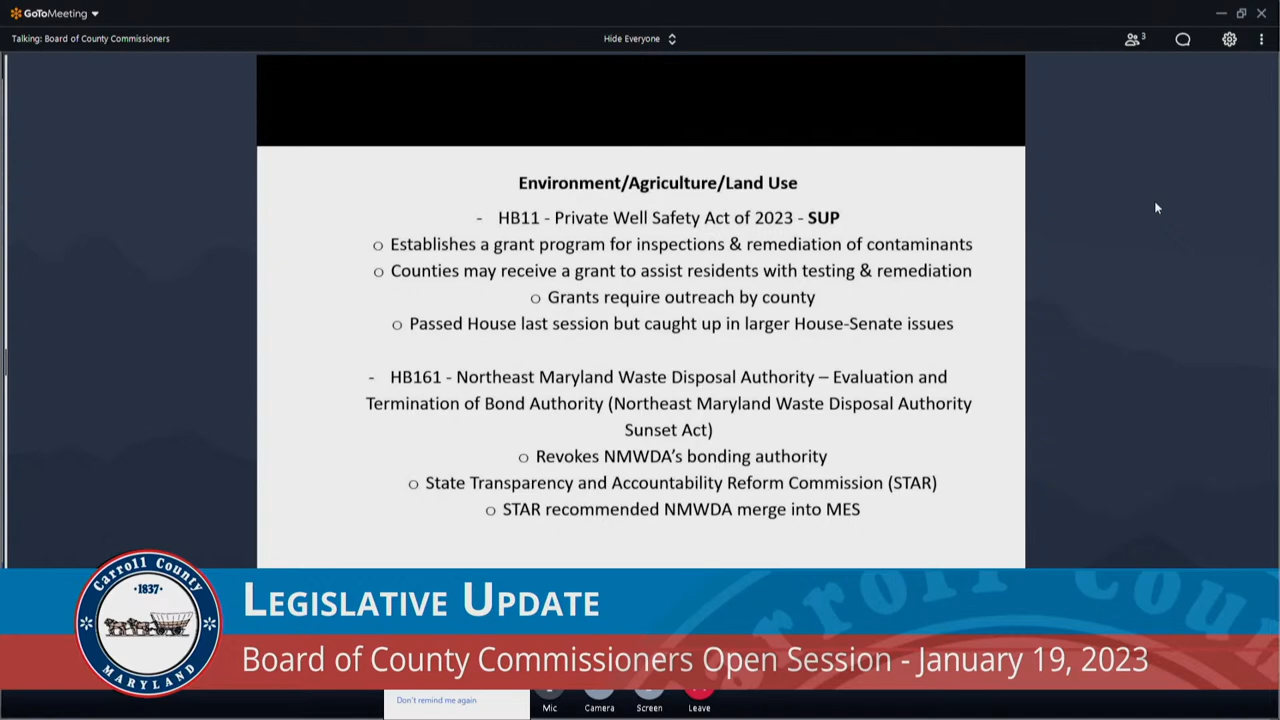 GoToMeeting
Talking: Board of County Commissioners
Hide Everyone
3
Environment/Agriculture/Land Use
- HB11 - Private Well Safety Act of 2023 - SUP
o Establishes a grant program for inspections & remediation of contaminants
o Counties may receive a grant to assist residents with testing & remediation
o Grants require outreach by county
o Passed House last session but caught up in larger House-Senate issues
- HB161 - Northeast Maryland Waste Disposal Authority – Evaluation and
Termination of Bond Authority (Northeast Maryland Waste Disposal Authority
Sunset Act)
o Revokes NMWDA’s bonding authority
o State Transparency and Accountability Reform Commission (STAR)
o STAR recommended NMWDA merge into MES
Carroll County
·1837·
MARYLAND
LEGISLATIVE UPDATE
Board of County Commissioners Open Session - January 19, 2023
Don't remind me again
Mic
Camera
Screen
Leave